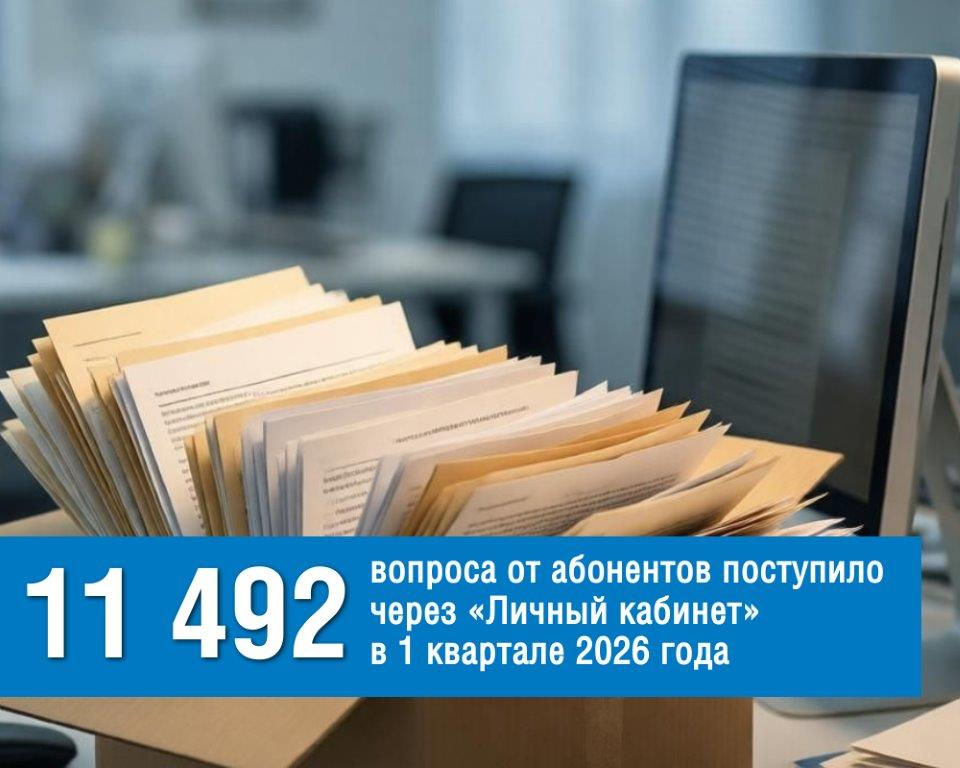 11 492
вопроса от абонентов поступило
через «Личный кабинет»
в 1 квартале 2026 года